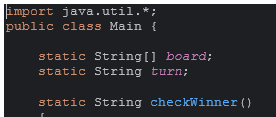 import java.util.*;
public class Main {
static String[] board;
static String turn;
static String checkWinner()
{